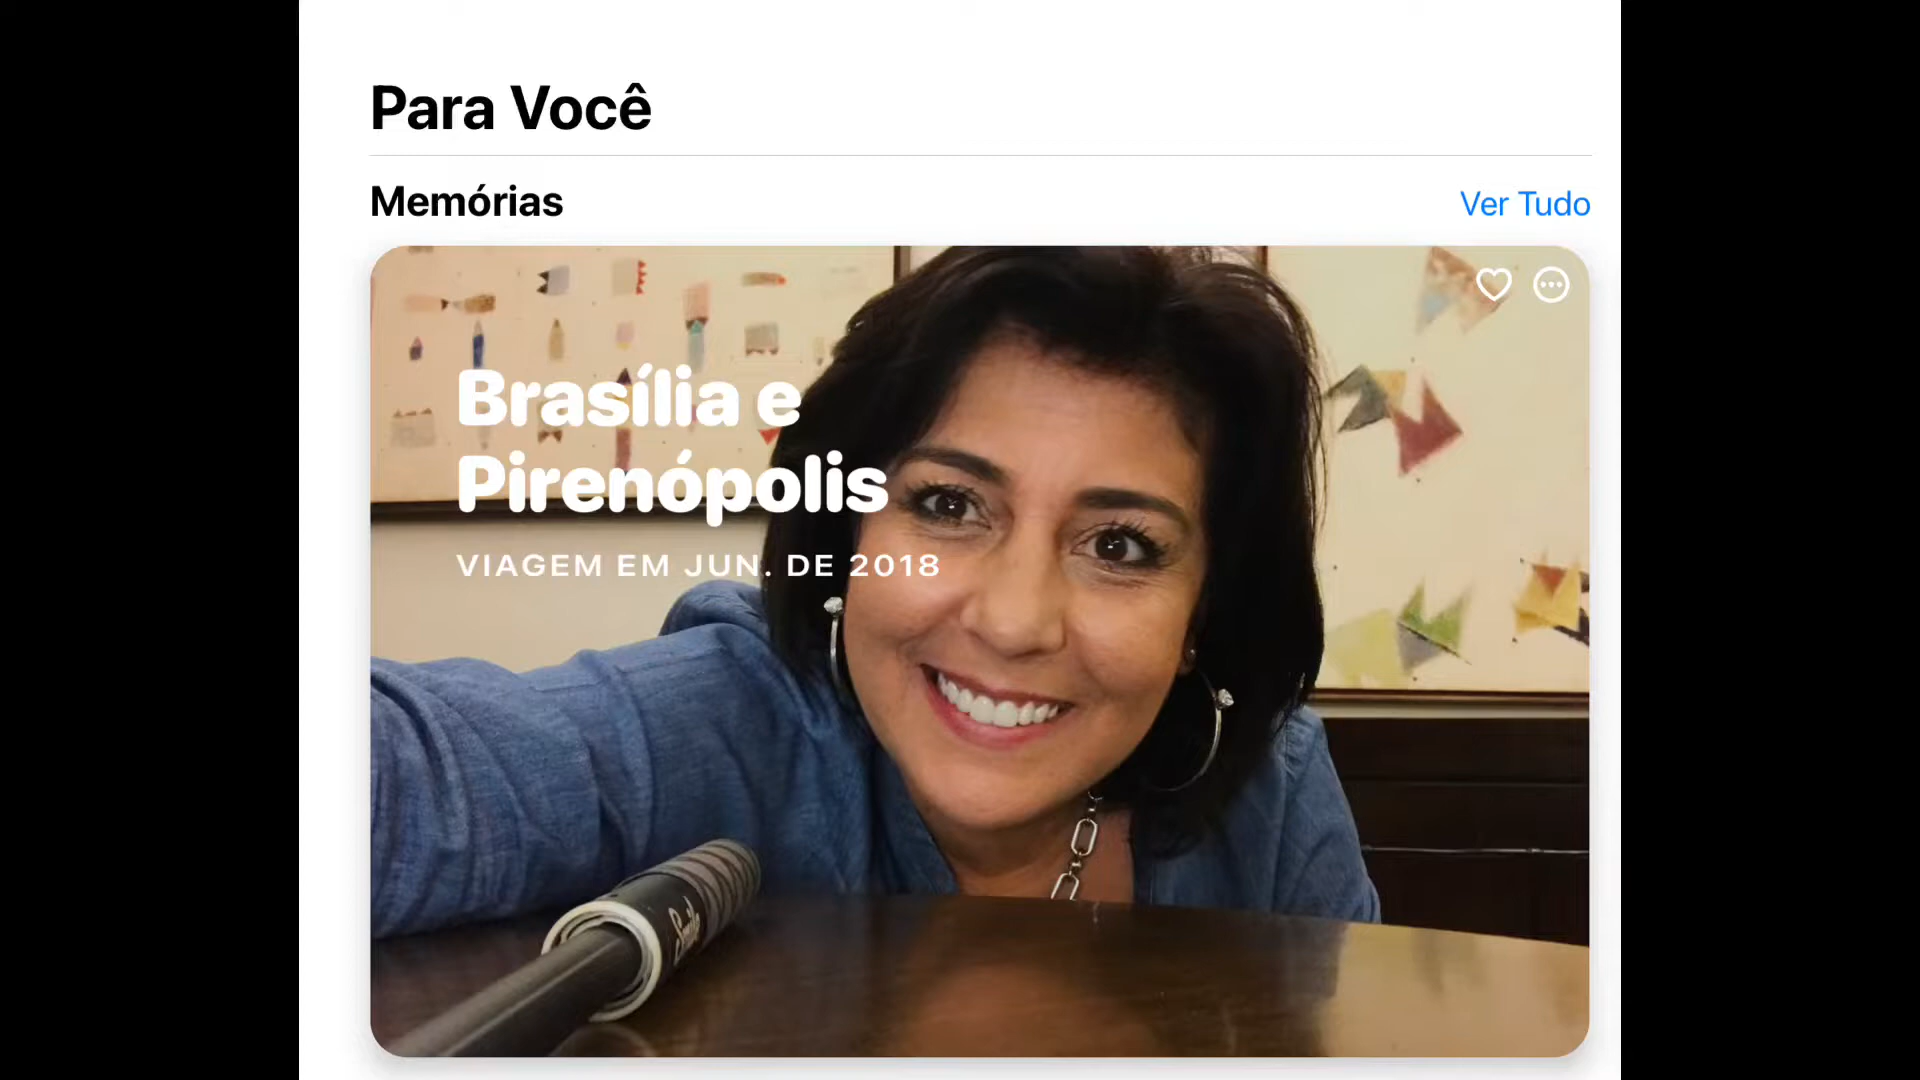 Para Você
Memórias
Ver Tudo
Brasília e
Pirenópolis
VIAGEM EM JUN. DE 2018